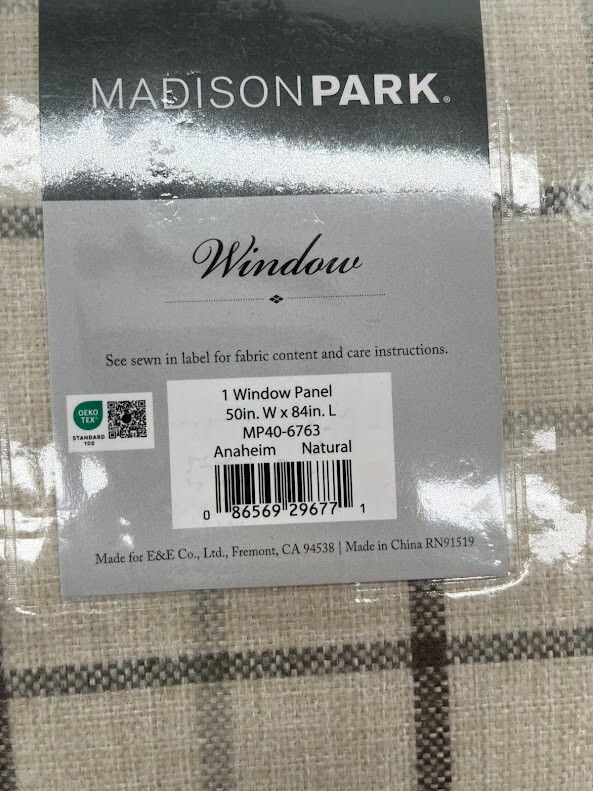 MADISONPARK®
Window
See sewn in label for fabric content and care instructions.
OEKO
TEX®
STANDARD
100
1 Window Panel
50in. W x 84in. L
MP40-6763
Anaheim Natural
0 86569 29677 1
Made for E&E Co., Ltd., Fremont, CA 94538 | Made in China RN91519